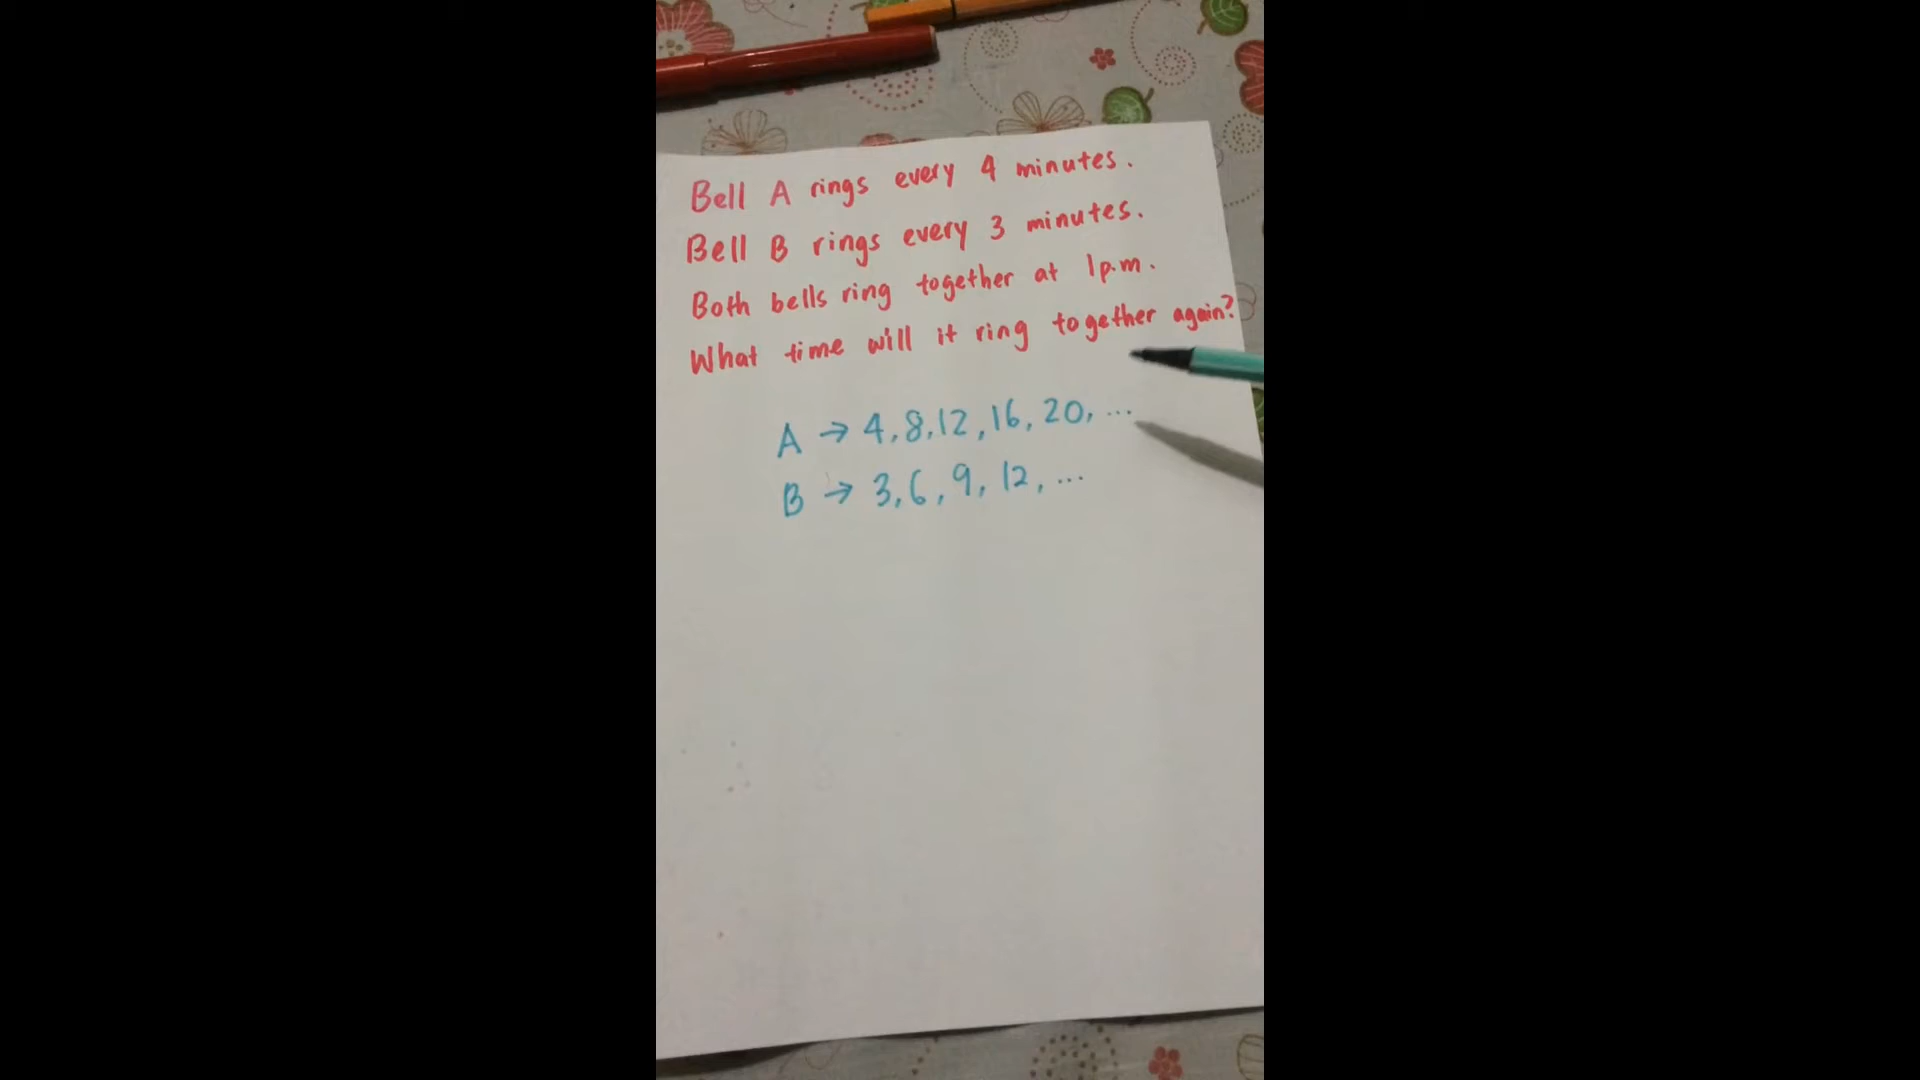 Bell A rings every 4 minutes.
Bell B rings every 3 minutes.
Both bells ring together at 1p.m.
What time will it ring together again?
A → 4, 8, 12, 16, 20, ...
B → 3, 6, 9, 12, ...